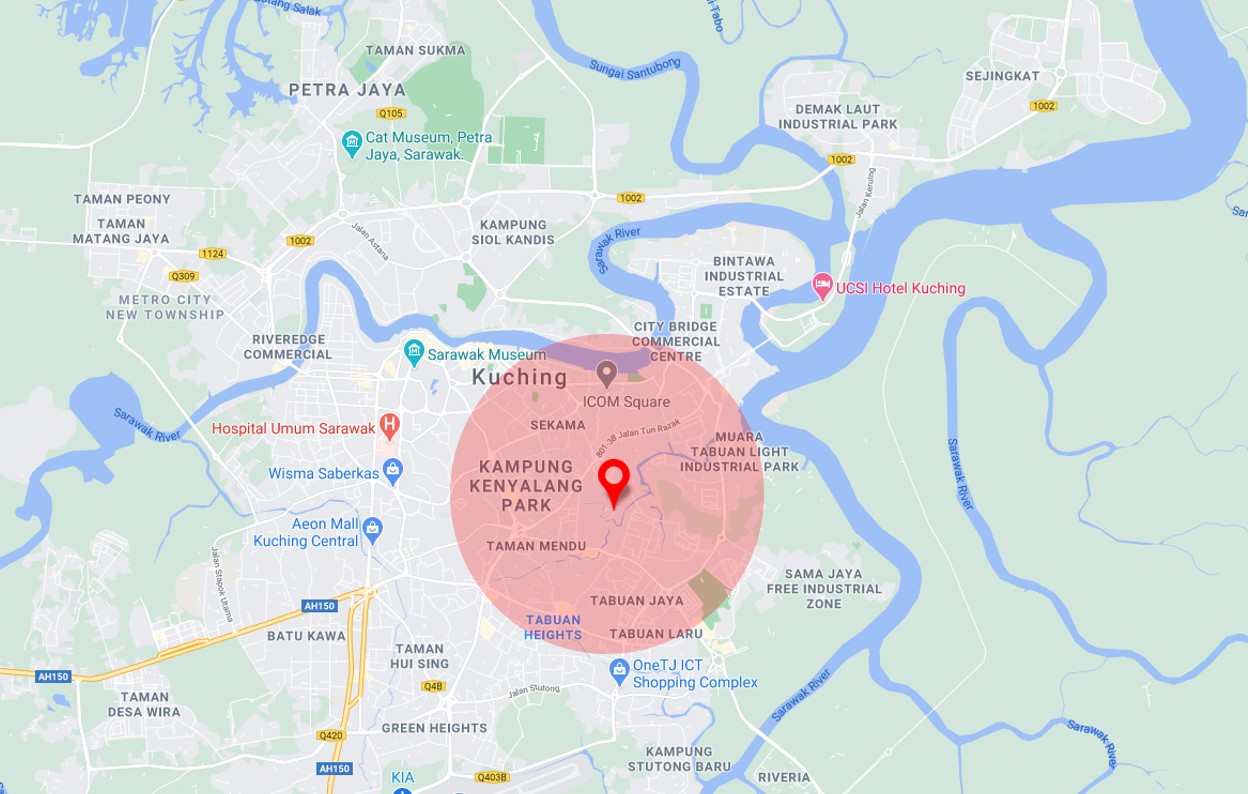 Batang Salak
TAMAN SUKMA
Sungai Santubong
SEJINGKAT
PETRA JAYA
Q105
1002
DEMAK LAUT
INDUSTRIAL PARK
Cat Museum, Petra
Jaya, Sarawak.
1002
Jalan Keruing
TAMAN PEONY
1002
TAMAN
MATANG JAYA
KAMPUNG
SIOL KANDIS
Jalan Astana
1002
1124
Sarawak River
Q309
BINTAWA
INDUSTRIAL
ESTATE
UCSI Hotel Kuching
METRO CITY
NEW TOWNSHIP
CITY BRIDGE
COMMERCIAL
CENTRE
RIVEREDGE
COMMERCIAL
Sarawak Museum
Kuching
ICOM Square
Sarawak River
Hospital Umum Sarawak
H
SEKAMA
801-3B Jalan Tun Razak
MUARA
TABUAN LIGHT
INDUSTRIAL PARK
Wisma Saberkas
KAMPUNG
KENYALANG
PARK
Sarawak River
Aeon Mall
Kuching Central
TAMAN MENDU
Jalan Stapok Utama
SAMA JAYA
FREE INDUSTRIAL
ZONE
AH150
TABUAN JAYA
TABUAN
HEIGHTS
TABUAN LARU
BATU KAWA
TAMAN
HUI SING
AH150
OneTJ ICT
Shopping Complex
Q4B
Jalan Stutong
Sarawak River
TAMAN
DESA WIRA
GREEN HEIGHTS
Q420
Sarawak River
KAMPUNG
STUTONG BARU
AH150
KIA
Q403B
RIVERIA